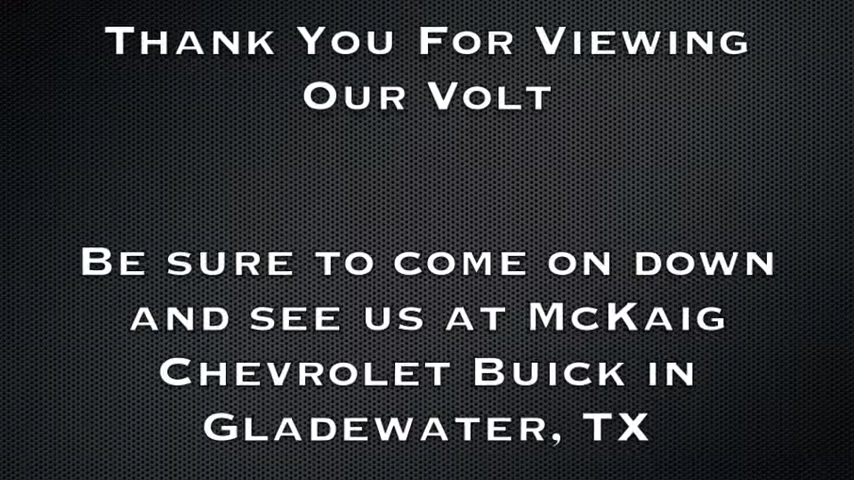 Thank You For Viewing
Our Volt
Be sure to come on down
and see us at McKaig
Chevrolet Buick in
Gladewater, TX